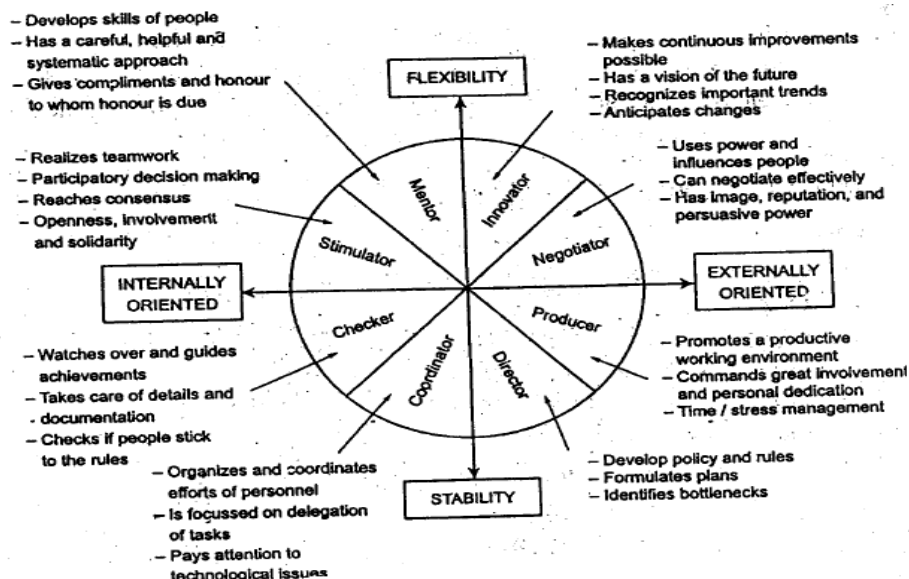 – Develops skills of people
– Has a careful, helpful and
systematic approach
– Gives compliments and honour
to whom honour is due
FLEXIBILITY
– Makes continuous improvements
possible
– Has a vision of the future
– Recognizes important trends
– Anticipates changes
– Realizes teamwork
– Participatory decision making
– Reaches consensus
– Openness, involvement
and solidarity
– Uses power and
influences people
– Can negotiate effectively
– Has image, reputation, and
persuasive power
Mentor
Innovator
Stimulator
Negotiator
INTERNALLY
ORIENTED
EXTERNALLY
ORIENTED
Checker
Producer
Coordinator
Director
– Watches over and guides
achievements
– Takes care of details and
documentation
– Checks if people stick
to the rules
– Promotes a productive
working environment
– Commands great involvement
and personal dedication
– Time / stress management
– Organizes and coordinates
efforts of personnel
– Is focussed on delegation
of tasks
– Pays attention to
technological issues
STABILITY
– Develop policy and rules
– Formulates plans
– Identifies bottlenecks